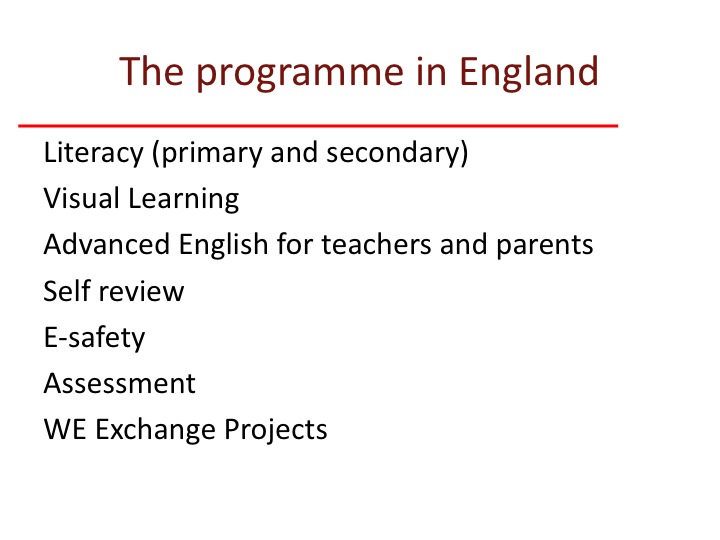 The programme in England
Literacy (primary and secondary)
Visual Learning
Advanced English for teachers and parents
Self review
E-safety
Assessment
WE Exchange Projects